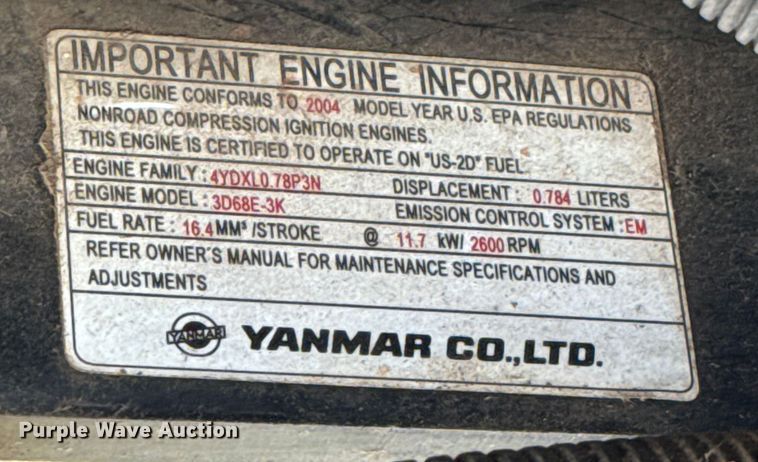 IMPORTANT ENGINE INFORMATION
THIS ENGINE CONFORMS TO 2004 MODEL YEAR U.S. EPA REGULATIONS
NONROAD COMPRESSION IGNITION ENGINES.
THIS ENGINE IS CERTIFIED TO OPERATE ON "US-2D" FUEL.
ENGINE FAMILY : 4YDXL0.78P3N DISPLACEMENT : 0.784 LITERS
ENGINE MODEL : 3D68E-3K EMISSION CONTROL SYSTEM : EM
FUEL RATE : 16.4 MM³ /STROKE @ 11.7 kW/ 2600 RPM
REFER OWNER'S MANUAL FOR MAINTENANCE SPECIFICATIONS AND
ADJUSTMENTS
YANMAR YANMAR CO.,LTD.
Purple Wave Auction